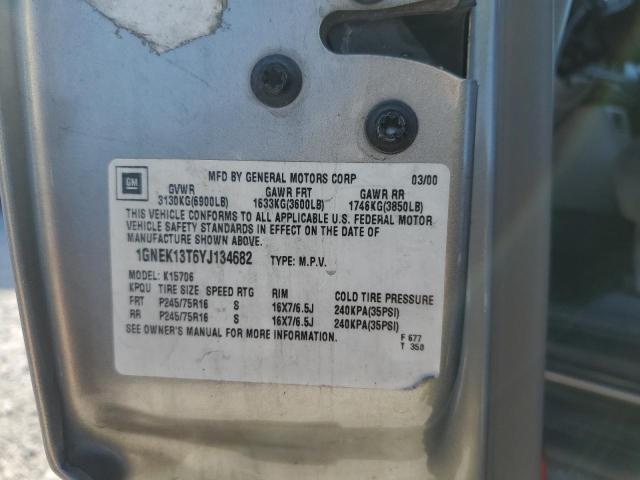 GM
MFD BY GENERAL MOTORS CORP 03/00
GVWR GAWR FRT GAWR RR
3130KG(6900LB) 1633KG(3600LB) 1746KG(3850LB)
THIS VEHICLE CONFORMS TO ALL APPLICABLE U.S. FEDERAL MOTOR
VEHICLE SAFETY STANDARDS IN EFFECT ON THE DATE OF
MANUFACTURE SHOWN ABOVE.
1GNEK13T6YJ134682 TYPE: M.P.V.
MODEL: K15706
KPQU TIRE SIZE SPEED RTG RIM COLD TIRE PRESSURE
FRT P245/75R16 S 16X7/6.5J 240KPA(35PSI)
RR P245/75R16 S 16X7/6.5J 240KPA(35PSI)
SEE OWNER'S MANUAL FOR MORE INFORMATION.
F 677
T 350